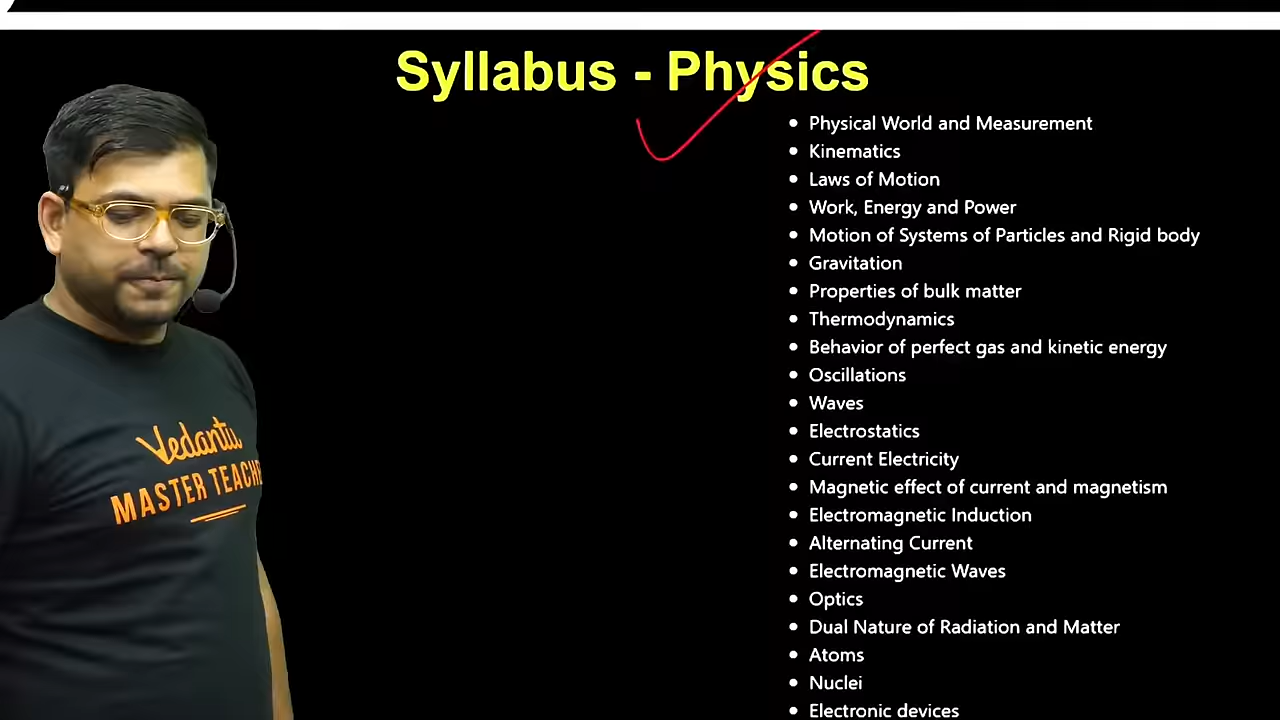 Syllabus - Physics
Physical World and Measurement
Kinematics
Laws of Motion
Work, Energy and Power
Motion of Systems of Particles and Rigid body
Gravitation
Properties of bulk matter
Thermodynamics
Behavior of perfect gas and kinetic energy
Oscillations
Waves
Electrostatics
Current Electricity
Magnetic effect of current and magnetism
Electromagnetic Induction
Alternating Current
Electromagnetic Waves
Optics
Dual Nature of Radiation and Matter
Atoms
Nuclei
Electronic devices
Vedantu
MASTER TEACHE